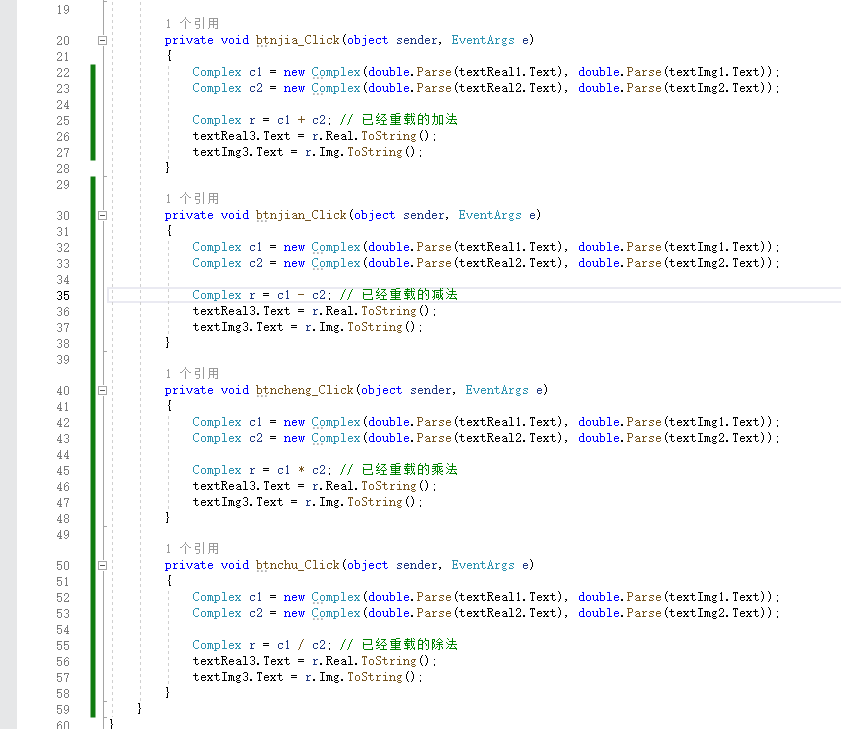 19
1 个引用
20 private void btnjia_Click(object sender, EventArgs e)
21 {
22 Complex c1 = new Complex(double.Parse(textReal1.Text), double.Parse(textImg1.Text));
23 Complex c2 = new Complex(double.Parse(textReal2.Text), double.Parse(textImg2.Text));
24
25 Complex r = c1 + c2; // 已经重载的加法
26 textReal3.Text = r.Real.ToString();
27 textImg3.Text = r.Img.ToString();
28 }
29
1 个引用
30 private void btnjian_Click(object sender, EventArgs e)
31 {
32 Complex c1 = new Complex(double.Parse(textReal1.Text), double.Parse(textImg1.Text));
33 Complex c2 = new Complex(double.Parse(textReal2.Text), double.Parse(textImg2.Text));
34
35 Complex r = c1 - c2; // 已经重载的减法
36 textReal3.Text = r.Real.ToString();
37 textImg3.Text = r.Img.ToString();
38 }
39
1 个引用
40 private void btncheng_Click(object sender, EventArgs e)
41 {
42 Complex c1 = new Complex(double.Parse(textReal1.Text), double.Parse(textImg1.Text));
43 Complex c2 = new Complex(double.Parse(textReal2.Text), double.Parse(textImg2.Text));
44
45 Complex r = c1 * c2; // 已经重载的乘法
46 textReal3.Text = r.Real.ToString();
47 textImg3.Text = r.Img.ToString();
48 }
49
1 个引用
50 private void btnchu_Click(object sender, EventArgs e)
51 {
52 Complex c1 = new Complex(double.Parse(textReal1.Text), double.Parse(textImg1.Text));
53 Complex c2 = new Complex(double.Parse(textReal2.Text), double.Parse(textImg2.Text));
54
55 Complex r = c1 / c2; // 已经重载的除法
56 textReal3.Text = r.Real.ToString();
57 textImg3.Text = r.Img.ToString();
58 }
59 }
60 }